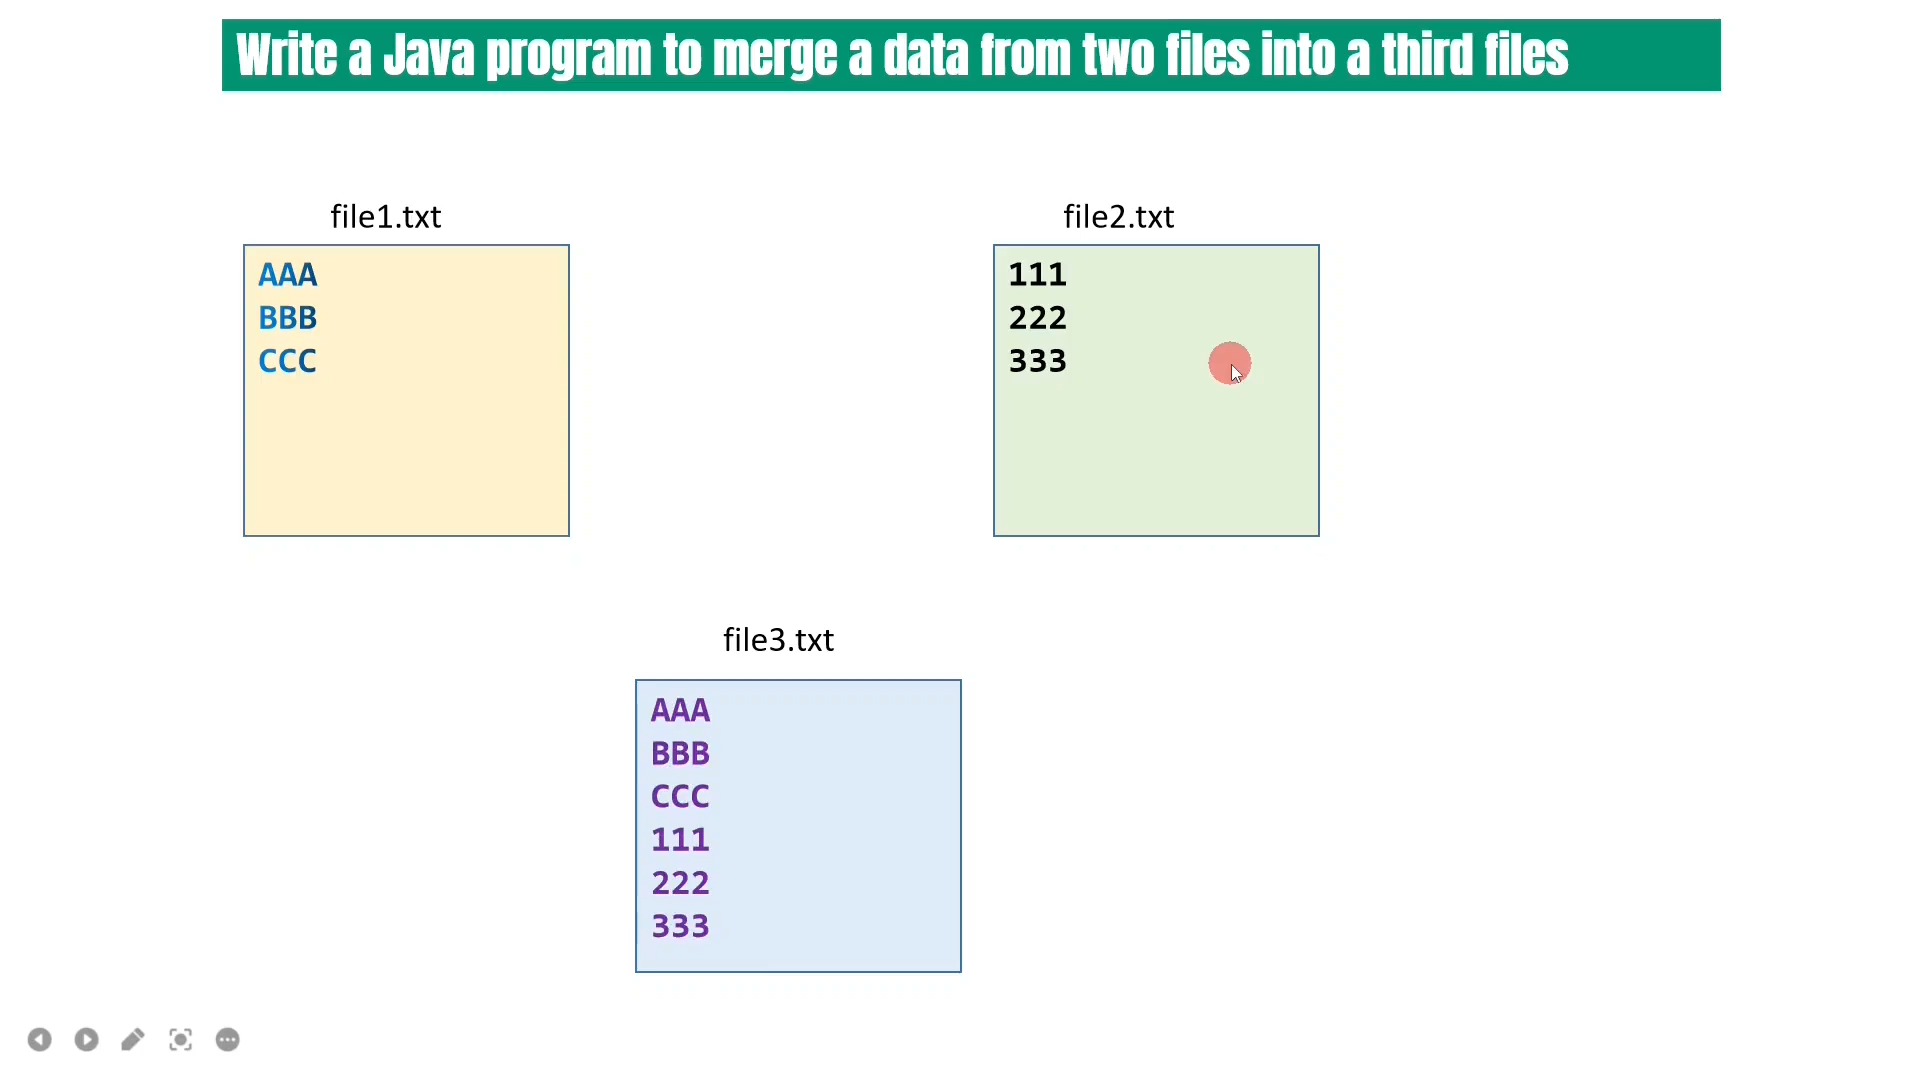 Write a Java program to merge a data from two files into a third files
file1.txt
AAA
BBB
CCC
file2.txt
111
222
333
file3.txt
AAA
BBB
CCC
111
222
333